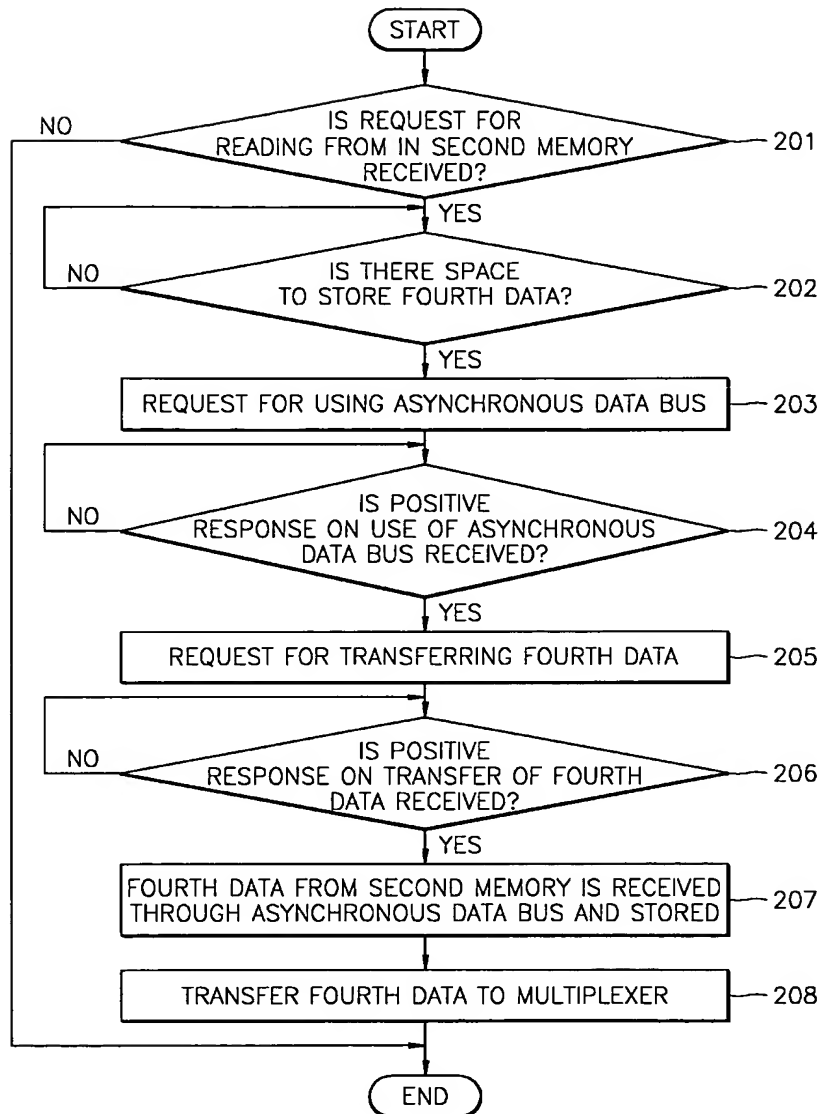 START
IS REQUEST FOR
READING FROM IN SECOND MEMORY
RECEIVED?
201
NO
YES
IS THERE SPACE
TO STORE FOURTH DATA?
202
NO
YES
REQUEST FOR USING ASYNCHRONOUS DATA BUS
203
IS POSITIVE
RESPONSE ON USE OF ASYNCHRONOUS
DATA BUS RECEIVED?
204
NO
YES
REQUEST FOR TRANSFERRING FOURTH DATA
205
IS POSITIVE
RESPONSE ON TRANSFER OF FOURTH
DATA RECEIVED?
206
NO
YES
FOURTH DATA FROM SECOND MEMORY IS RECEIVED
THROUGH ASYNCHRONOUS DATA BUS AND STORED
207
TRANSFER FOURTH DATA TO MULTIPLEXER
208
END